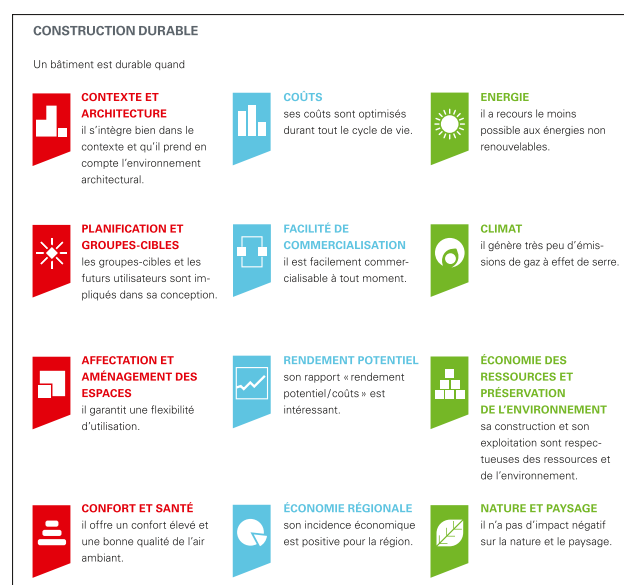 CONSTRUCTION DURABLE
Un bâtiment est durable quand
CONTEXTE ET
ARCHITECTURE
il s’intègre bien dans le
contexte et qu’il prend en
compte l’environnement
architectural.
COÛTS
ses coûts sont optimisés
durant tout le cycle de vie.
ENERGIE
il a recours le moins
possible aux énergies non
renouvelables.
PLANIFICATION ET
GROUPES-CIBLES
les groupes-cibles et les
futurs utilisateurs sont im-
pliqués dans sa conception.
FACILITÉ DE
COMMERCIALISATION
il est facilement commer-
cialisable à tout moment.
CLIMAT
il génère très peu d’émis-
sions de gaz à effet de serre.
AFFECTATION ET
AMÉNAGEMENT DES
ESPACES
il garantit une flexibilité
d’utilisation.
RENDEMENT POTENTIEL
son rapport « rendement
potentiel/coûts » est
intéressant.
ÉCONOMIE DES
RESSOURCES ET
PRÉSERVATION
DE L’ENVIRONNEMENT
sa construction et son
exploitation sont respec-
tueuses des ressources et
de l’environnement.
CONFORT ET SANTÉ
il offre un confort élevé et
une bonne qualité de l’air
ambiant.
ÉCONOMIE RÉGIONALE
son incidence économique
est positive pour la région.
NATURE ET PAYSAGE
il n’a pas d’impact négatif
sur la nature et le paysage.